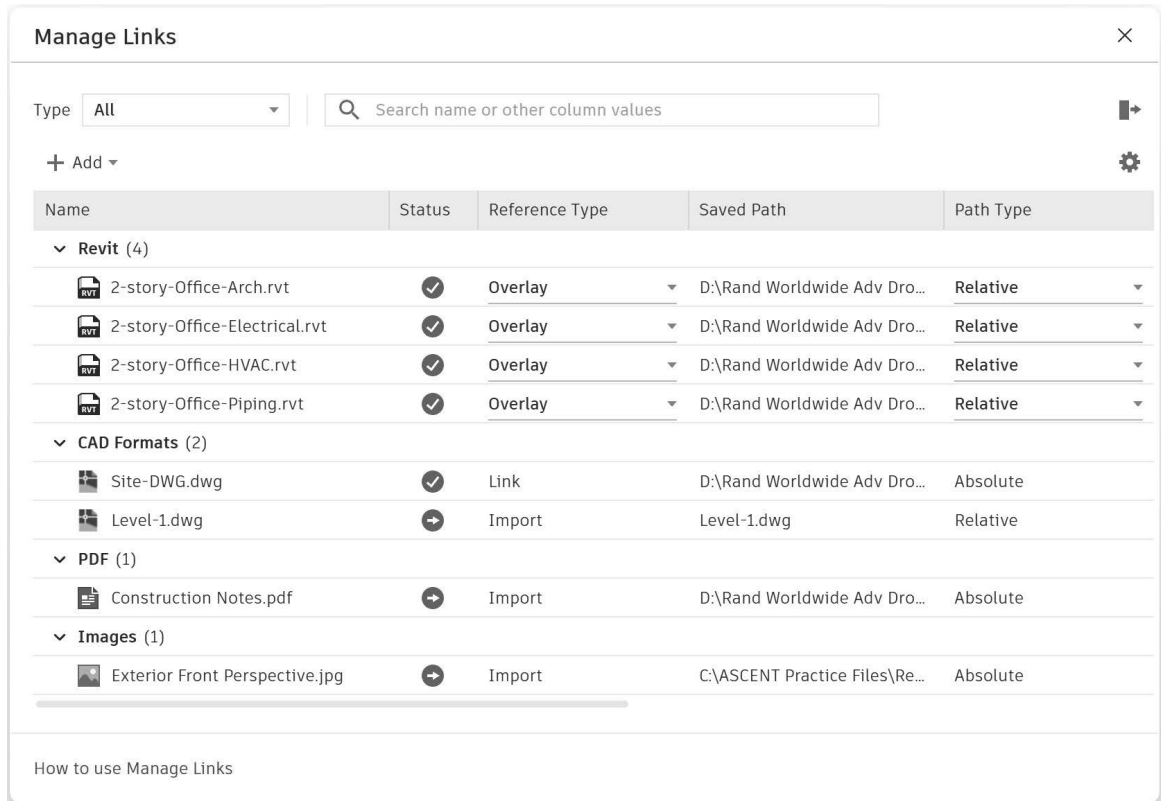 Manage Links
Type All Search name or other column values
Add
Name Status Reference Type Saved Path Path Type
Revit (4)
RVT 2-story-Office-Arch.rvt Overlay D:\Rand Worldwide Adv Dro... Relative
RVT 2-story-Office-Electrical.rvt Overlay D:\Rand Worldwide Adv Dro... Relative
RVT 2-story-Office-HVAC.rvt Overlay D:\Rand Worldwide Adv Dro... Relative
RVT 2-story-Office-Piping.rvt Overlay D:\Rand Worldwide Adv Dro... Relative
CAD Formats (2)
Site-DWG.dwg Link D:\Rand Worldwide Adv Dro... Absolute
Level-1.dwg Import Level-1.dwg Relative
PDF (1)
Construction Notes.pdf Import D:\Rand Worldwide Adv Dro... Absolute
Images (1)
Exterior Front Perspective.jpg Import C:\ASCENT Practice Files\Re... Absolute
How to use Manage Links